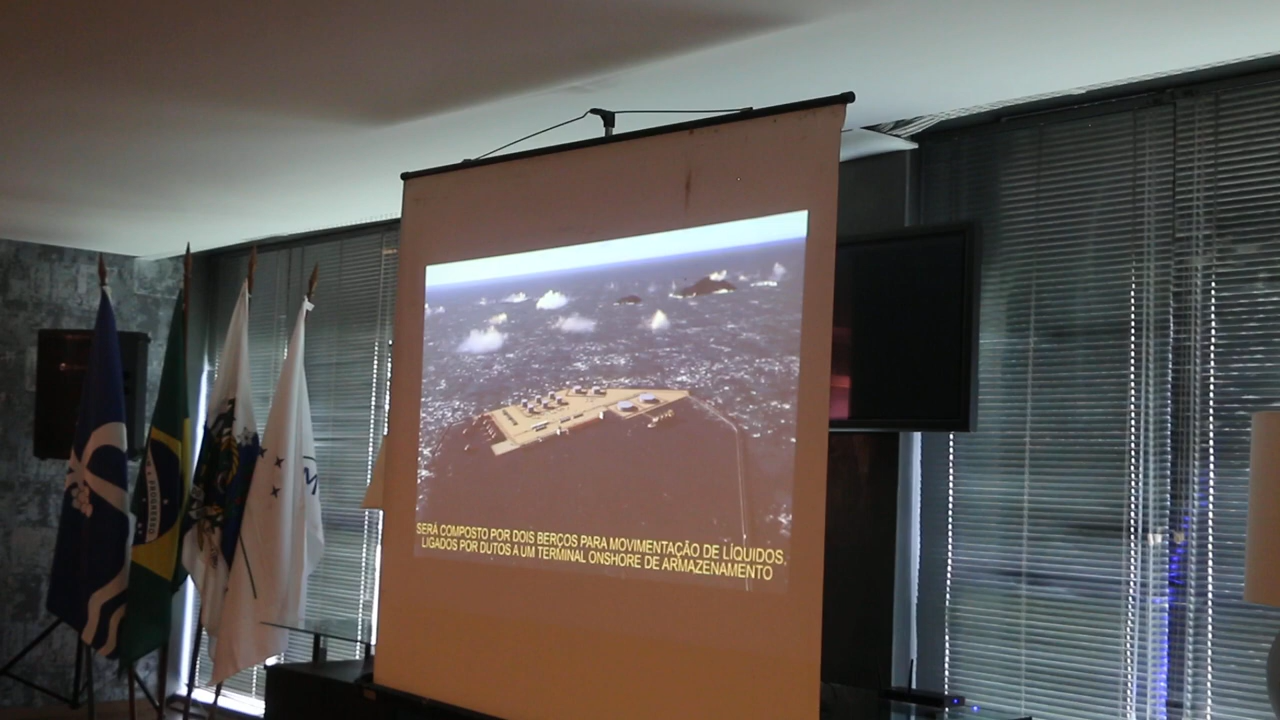 SERÁ COMPOSTO POR DOIS BERÇOS PARA MOVIMENTAÇÃO DE LÍQUIDOS,
LIGADOS POR DUTOS A UM TERMINAL ONSHORE DE ARMAZENAMENTO